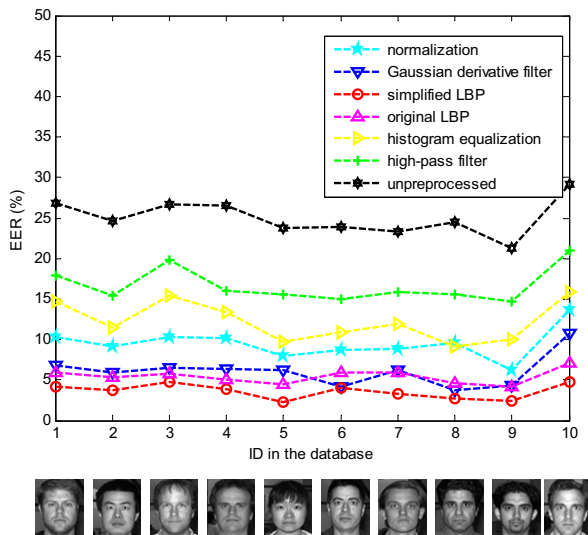 50
45
40
35
30
25
20
15
10
5
0
EER (%)
normalization
Gaussian derivative filter
simplified LBP
original LBP
histogram equalization
high-pass filter
unpreprocessed
1 2 3 4 5 6 7 8 9 10
ID in the database